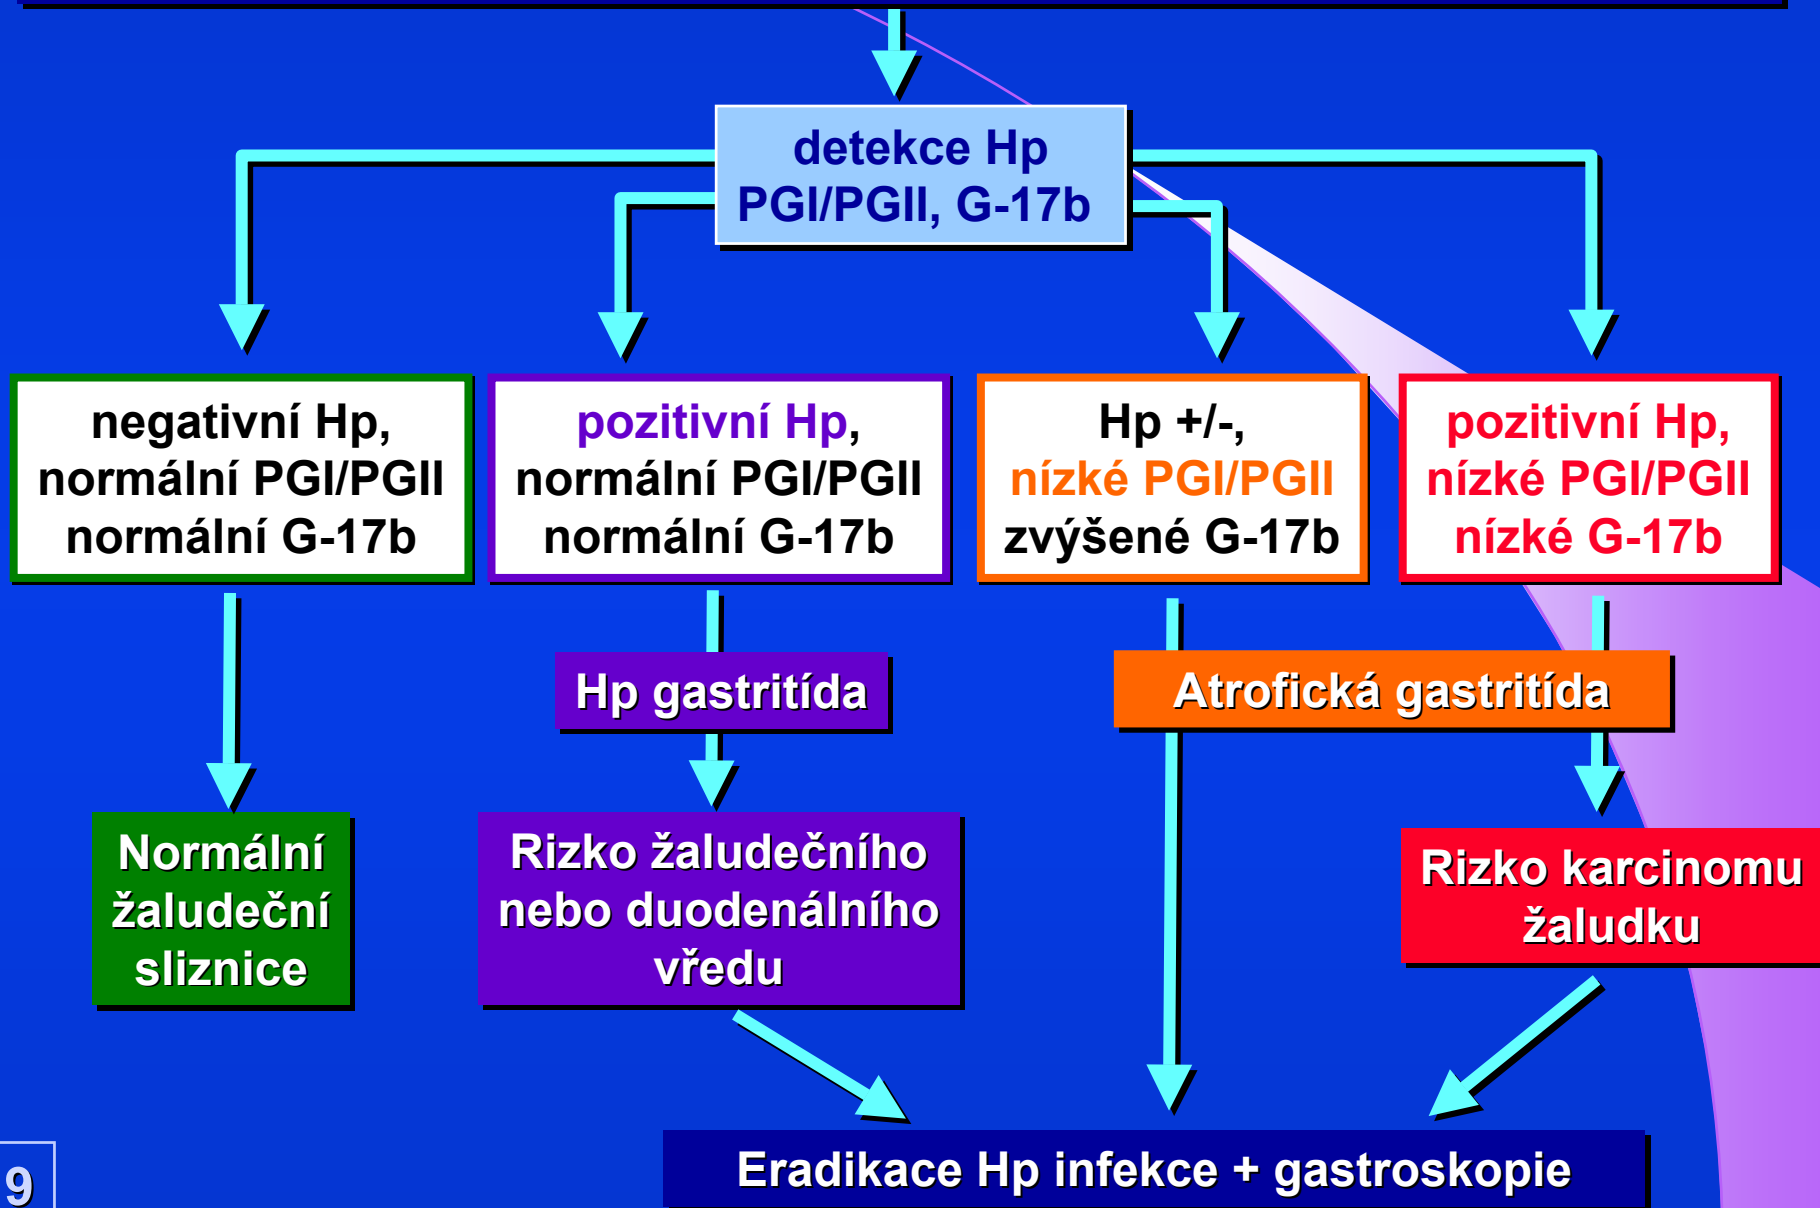 detekce Hp
PGI/PGII, G-17b
negativní Hp,
normální PGI/PGII
normální G-17b
pozitivní Hp,
normální PGI/PGII
normální G-17b
Hp +/-,
nízké PGI/PGII
zvýšené G-17b
pozitivní Hp,
nízké PGI/PGII
nízké G-17b
Hp gastritída
Atrofická gastritída
Normální
žaludeční
sliznice
Rizko žaludečního
nebo duodenálního
vředu
Rizko karcinomu
žaludku
Eradikace Hp infekce + gastroskopie
9